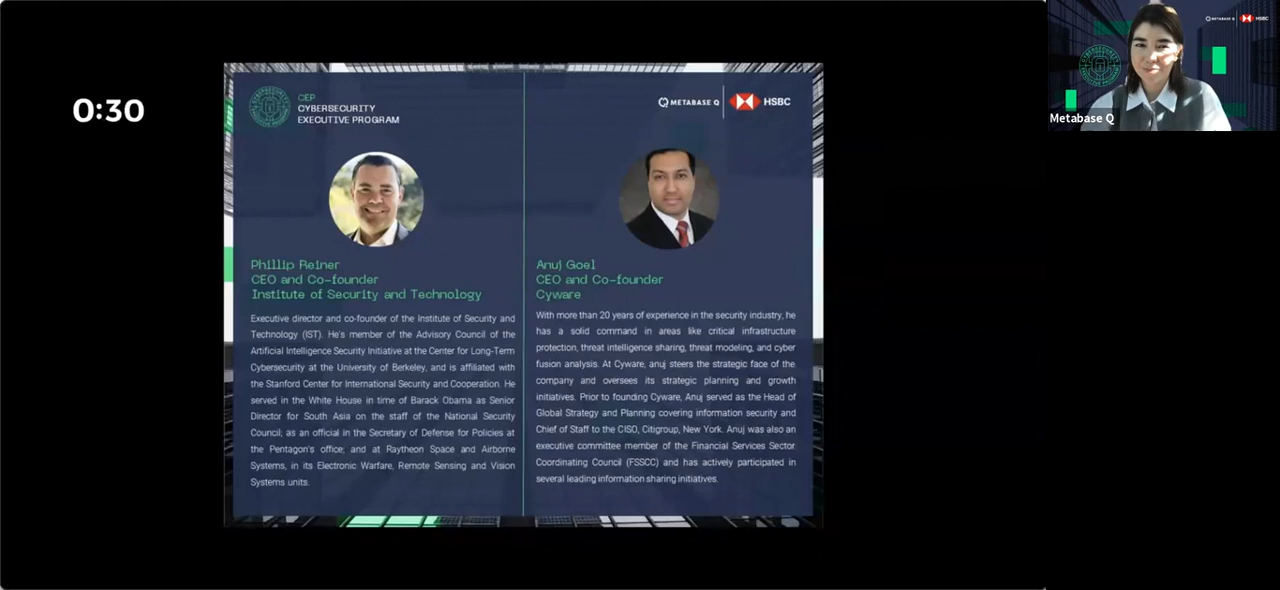 0:30
CEP
CYBERSECURITY
EXECUTIVE PROGRAM
METABASE Q
HSBC
Phillip Reiner
CEO and Co-founder
Institute of Security and Technology
Executive director and co-founder of the Institute of Security and
Technology (IST). He's member of the Advisory Council of the
Artificial Intelligence Security Initiative at the Center for Long-Term
Cybersecurity at the University of Berkeley, and is affiliated with
the Stanford Center for International Security and Cooperation. He
served in the White House in time of Barack Obama as Senior
Director for South Asia on the staff of the National Security
Council; as an official in the Secretary of Defense for Policies at
the Pentagon's office; and at Raytheon Space and Airborne
Systems, in its Electronic Warfare, Remote Sensing and Vision
Systems units.
Anuj Goel
CEO and Co-founder
Cyware
With more than 20 years of experience in the security industry, he
has a solid command in areas like critical infrastructure
protection, threat intelligence sharing, threat modeling, and cyber
fusion analysis. At Cyware, anuj steers the strategic face of the
company and oversees its strategic planning and growth
initiatives. Prior to founding Cyware, Anuj served as the Head of
Global Strategy and Planning covering information security and
Chief of Staff to the CISO, Citigroup, New York. Anuj was also an
executive committee member of the Financial Services Sector
Coordinating Council (FSSCC) and has actively participated in
several leading information sharing initiatives.
METABASE Q
HSBC
Metabase Q